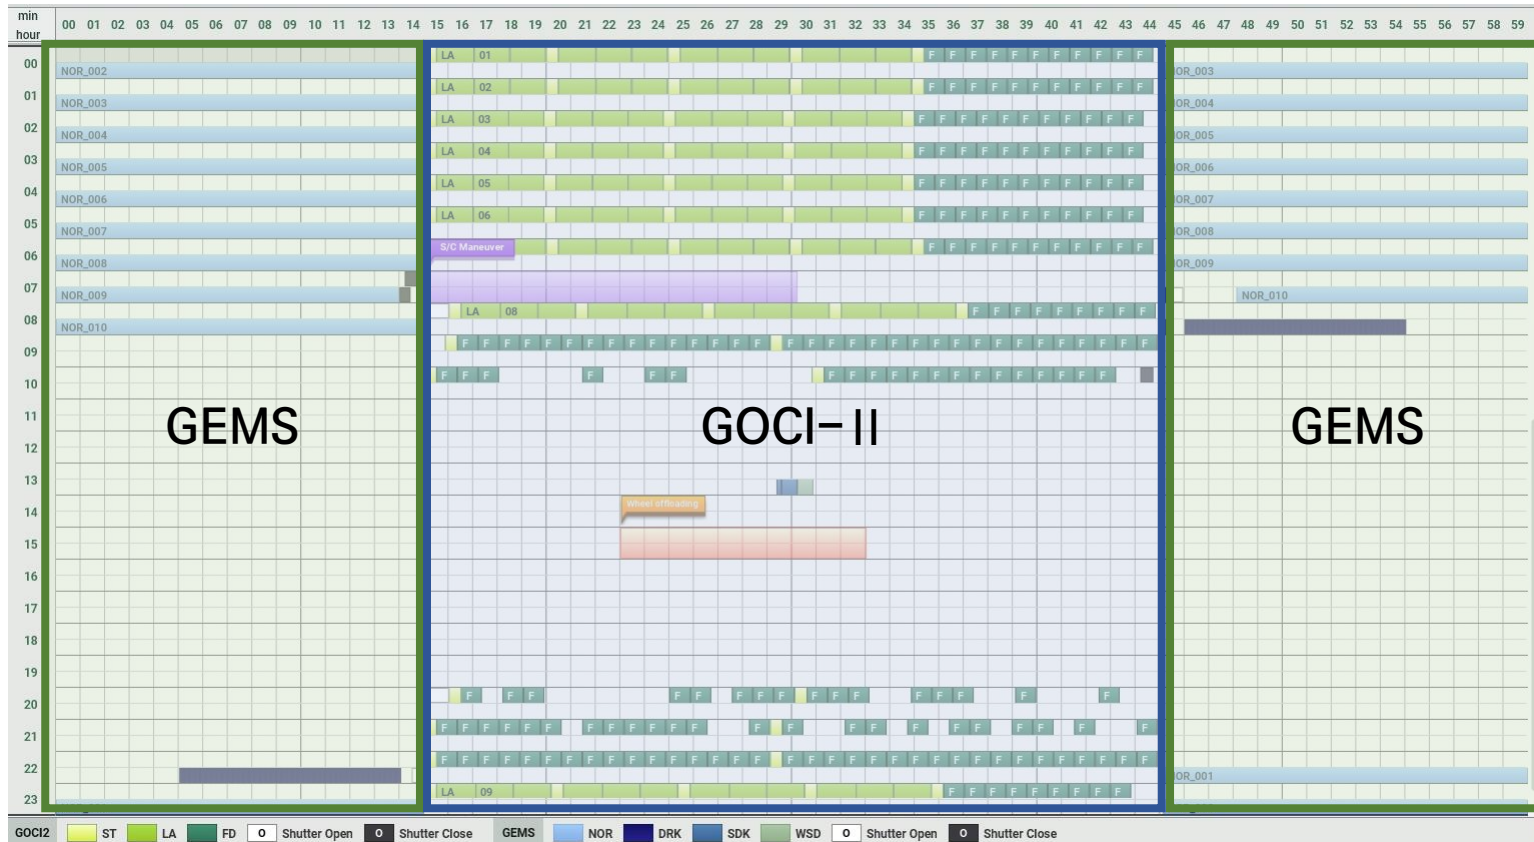 min
hour
00 01 02 03 04 05 06 07 08 09 10 11 12 13 14 15 16 17 18 19 20 21 22 23 24 25 26 27 28 29 30 31 32 33 34 35 36 37 38 39 40 41 42 43 44 45 46 47 48 49 50 51 52 53 54 55 56 57 58 59
LA 01 F F F F F F F F F F F
00
NOR_002 OR_003
LA 02 F F F F F F F F F F F
01
NOR_003 OR_004
LA 03 F F F F F F F F F F F
02
NOR_004 OR_005
LA 04 F F F F F F F F F F F
03
NOR_005 OR_006
LA 05 F F F F F F F F F F F
04
NOR_006 OR_007
LA 06 F F F F F F F F F F F
05
NOR_007 OR_008
S/C Maneuver F F F F F F F F F F F
06
NOR_008 OR_009
07
NOR_009 NOR_010
LA 08 F F F F F F F F F
08
NOR_010
F F F F F F F F F F F F F F F F F F F F F F F F F F F F F F F F F
09
F F F F F F F F F F F F F F F F F F F F
10
11
GEMS GOCI-II GEMS
12
13
Wheel offloading
14
15
16
17
18
19
F F F F F F F F F F F F F F F F F
20
F F F F F F F F F F F F F F F F F F F F F F F F
21
F F F F F F F F F F F F F F F F F F F F F F F F F F F F F F F F F F
22
OR_001
LA 09 F F F F F F F F F
23
GOCI2 ST LA FD O Shutter Open O Shutter Close GEMS NOR DRK SDK WSD O Shutter Open O Shutter Close